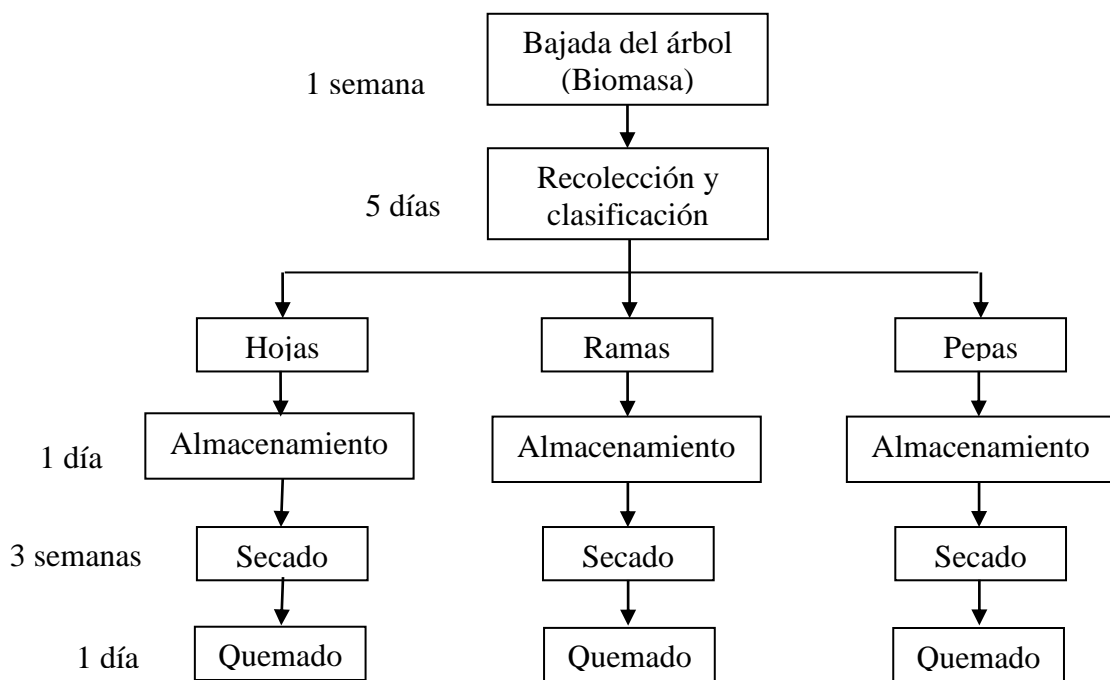 Bajada del árbol
(Biomasa)
1 semana
Recolección y
clasificación
5 días
Hojas
Ramas
Pepas
1 día
Almacenamiento
Almacenamiento
Almacenamiento
3 semanas
Secado
Secado
Secado
1 día
Quemado
Quemado
Quemado